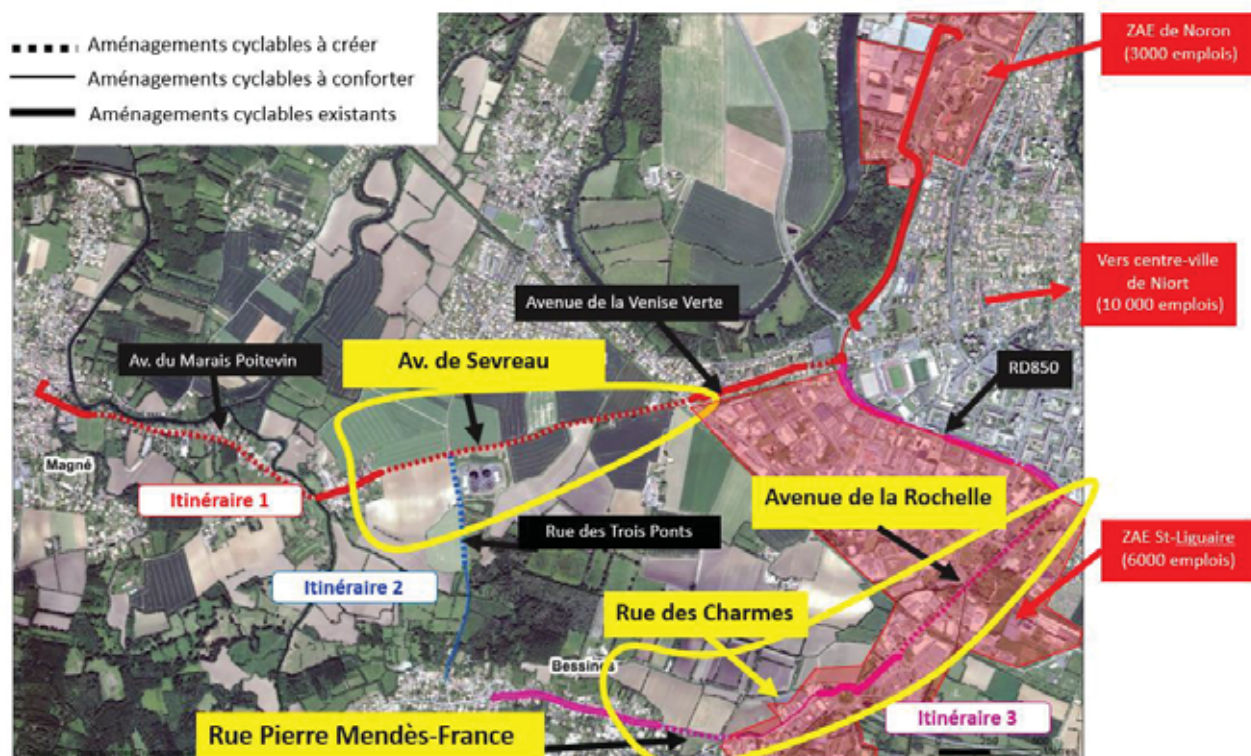 Aménagements cyclables à créer
Aménagements cyclables à conforter
Aménagements cyclables existants
ZAE de Noron
(3000 emplois)
Vers centre-ville
de Niort
(10 000 emplois)
Avenue de la Venise Verte
Av. du Marais Poitevin
Av. de Sevreau
RD850
Magné
Itinéraire 1
Avenue de la Rochelle
Rue des Trois Ponts
ZAE St-Liguaire
(6000 emplois)
Itinéraire 2
Rue des Charmes
Bessines
Itinéraire 3
Rue Pierre Mendès-France